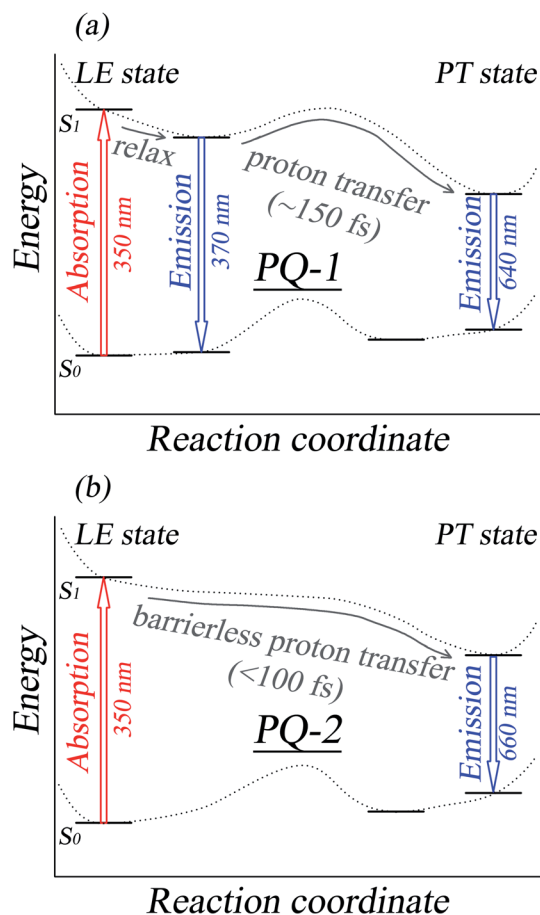 (a)
LE state
PT state
S1
relax
proton transfer
(~150 fs)
Energy
Absorption
350 nm
Emission
370 nm
PQ-1
Emission
640 nm
S0
Reaction coordinate
(b)
LE state
PT state
S1
barrierless proton transfer
(<100 fs)
Energy
Absorption
350 nm
PQ-2
Emission
660 nm
S0
Reaction coordinate